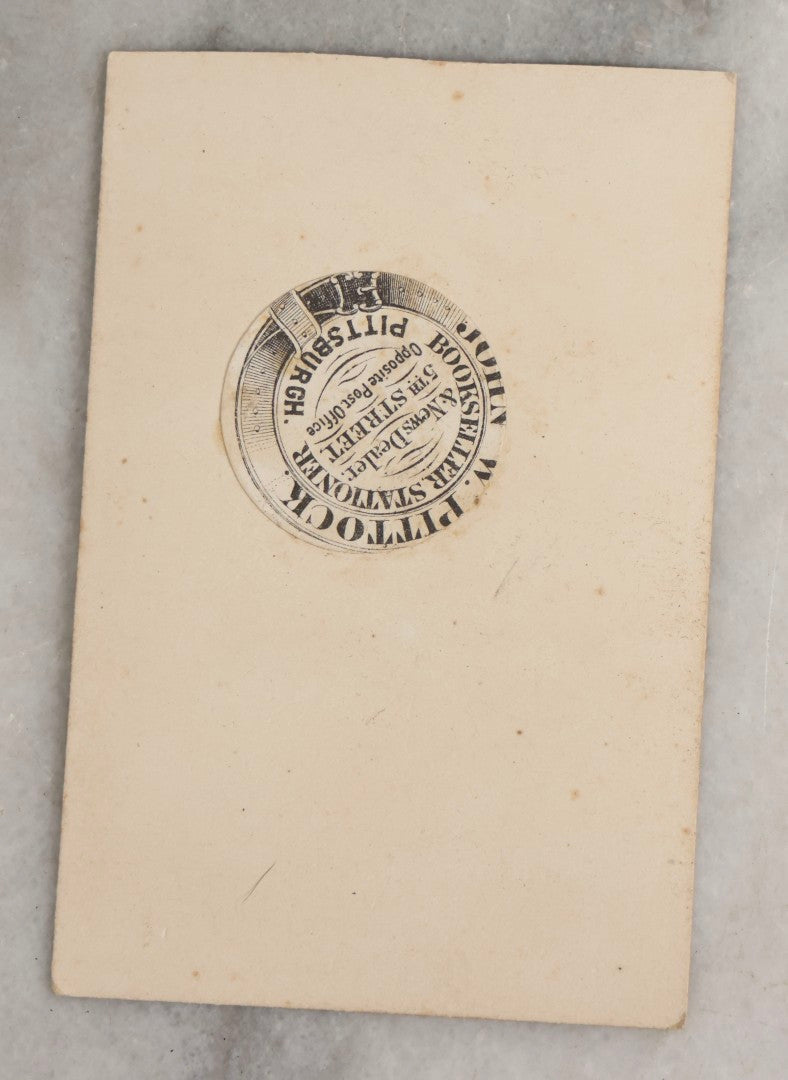 JOHN W. PITTOCK.
BOOKSELLER STATIONER
& News Dealer,
5TH STREET
Opposite Post Office
PITTSBURGH.